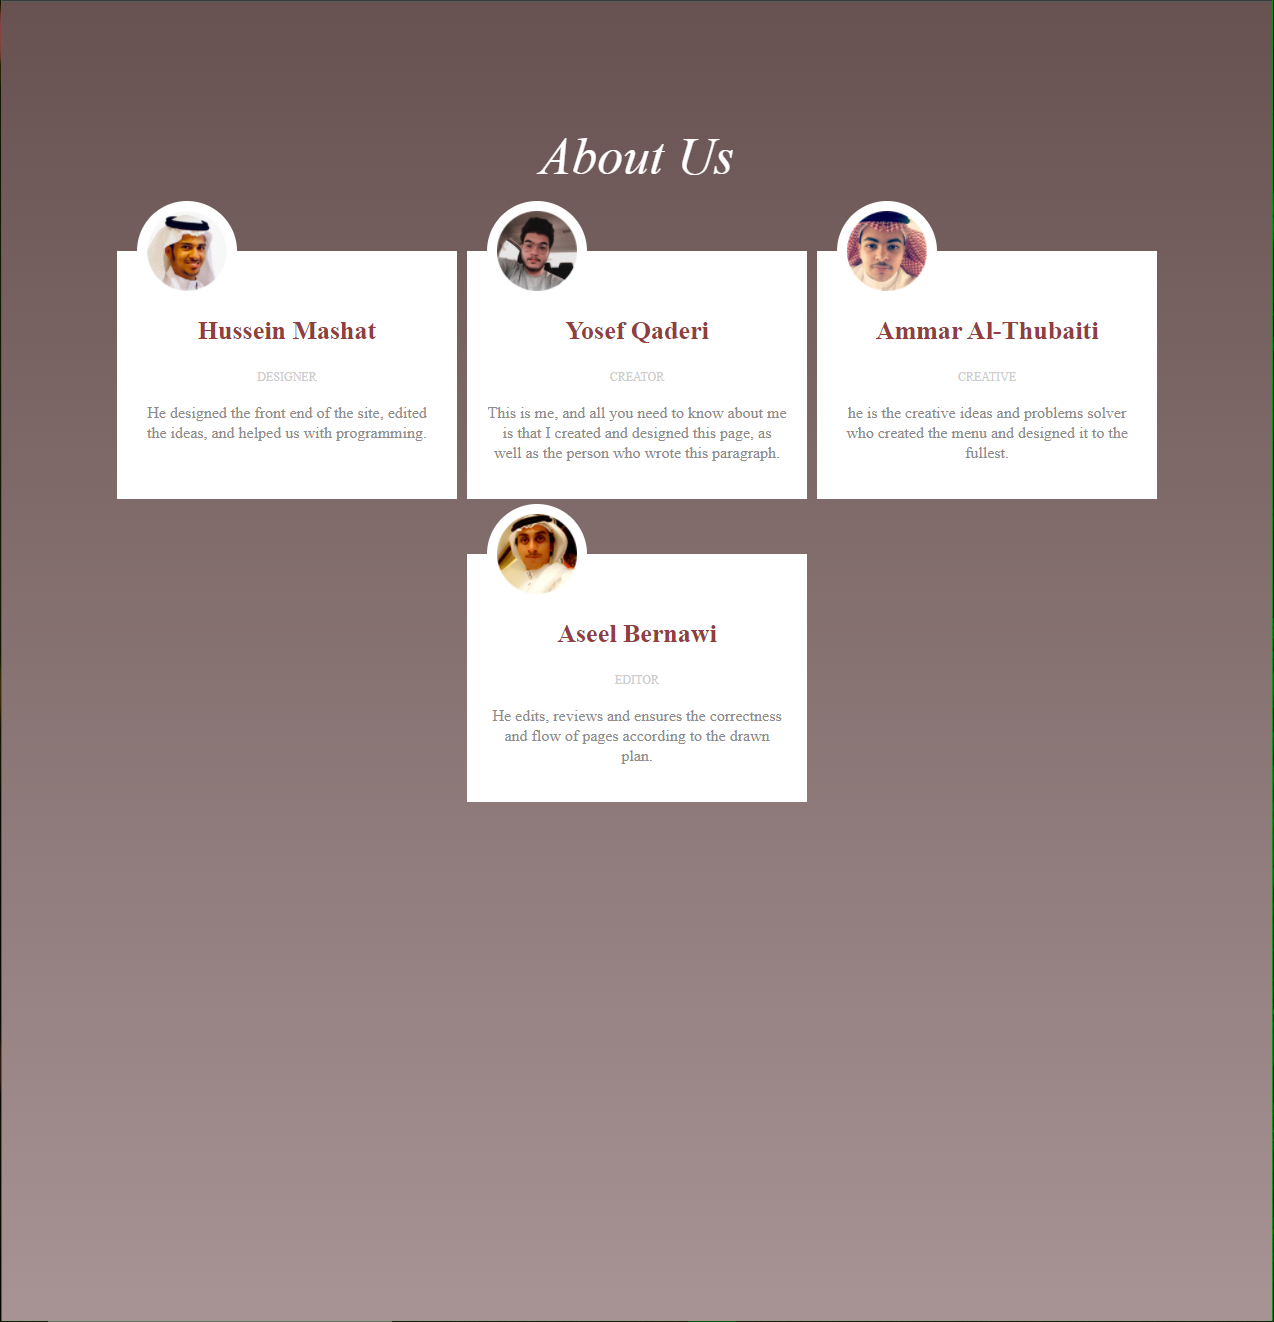 About Us
Hussein Mashat
DESIGNER
He designed the front end of the site, edited
the ideas, and helped us with programming.
Yosef Qaderi
CREATOR
This is me, and all you need to know about me
is that I created and designed this page, as
well as the person who wrote this paragraph.
Ammar Al-Thubaiti
CREATIVE
he is the creative ideas and problems solver
who created the menu and designed it to the
fullest.
Aseel Bernawi
EDITOR
He edits, reviews and ensures the correctness
and flow of pages according to the drawn
plan.